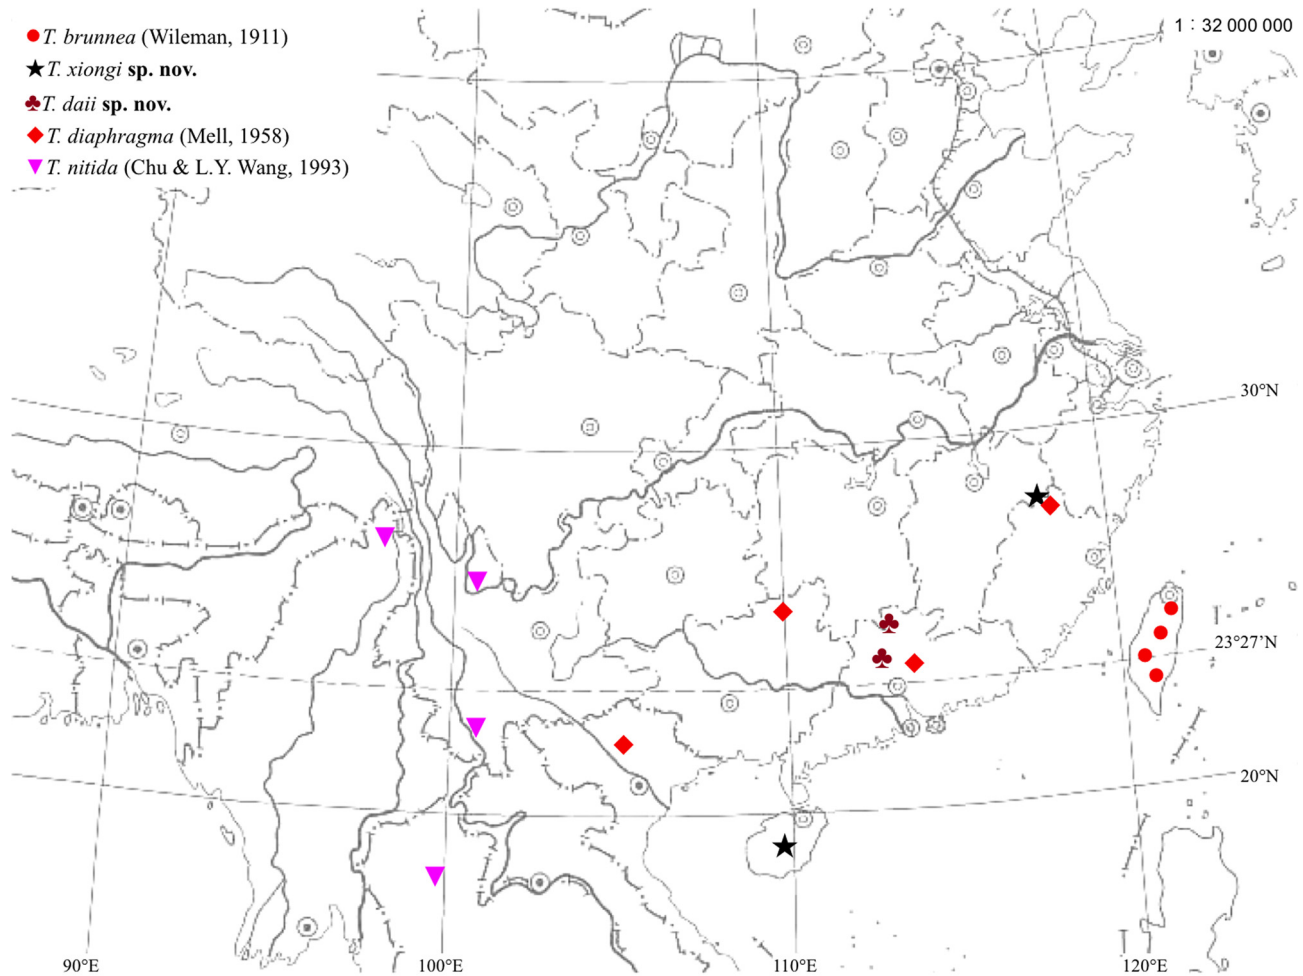 1 : 32 000 000
T. brunnea (Wileman, 1911)
T. xiongi sp. nov.
T. daii sp. nov.
T. diaphragma (Mell, 1958)
T. nitida (Chu & L.Y. Wang, 1993)
30°N
23°27'N
20°N
90°E
100°E
110°E
120°E